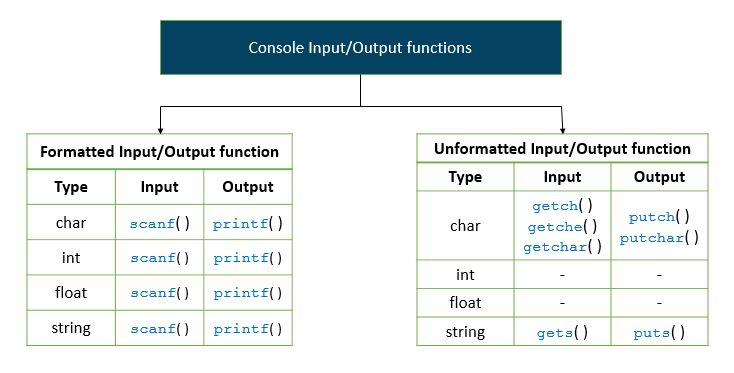 Console Input/Output functions
Formatted Input/Output function
Type Input Output
char scanf() printf()
int scanf() printf()
float scanf() printf()
string scanf() printf()
Unformatted Input/Output function
Type Input Output
char getch() getche() getchar() putch() putchar()
int - -
float - -
string gets() puts()